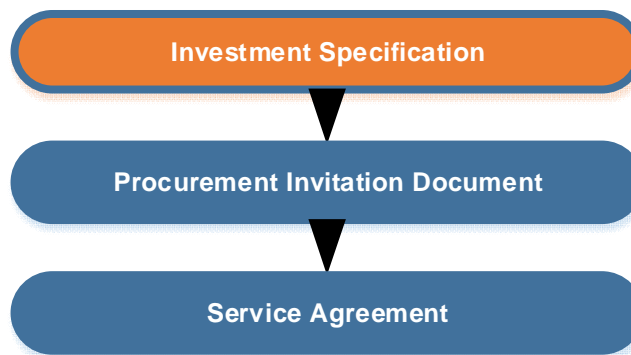 Investment Specification
Procurement Invitation Document
Service Agreement